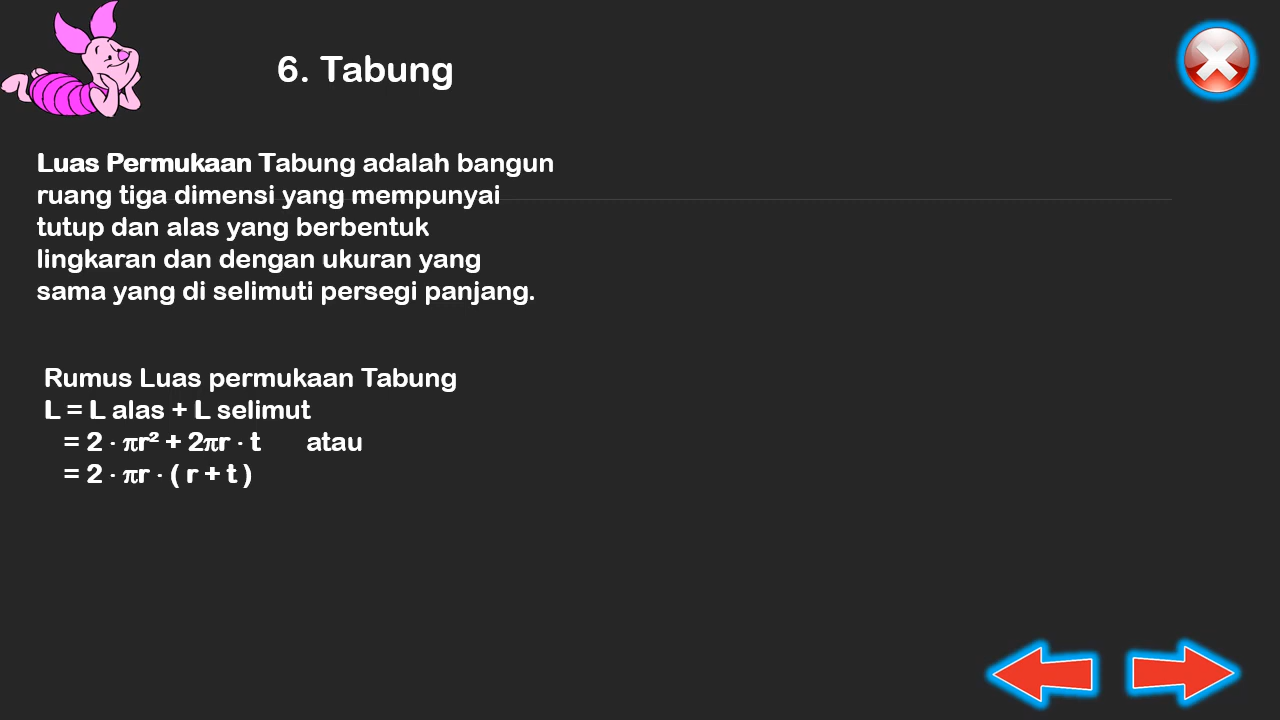 6. Tabung
Luas Permukaan Tabung adalah bangun
ruang tiga dimensi yang mempunyai
tutup dan alas yang berbentuk
lingkaran dan dengan ukuran yang
sama yang di selimuti persegi panjang.
Rumus Luas permukaan Tabung
L = L alas + L selimut
= 2 · πr² + 2πr · t atau
= 2 · πr · ( r + t )